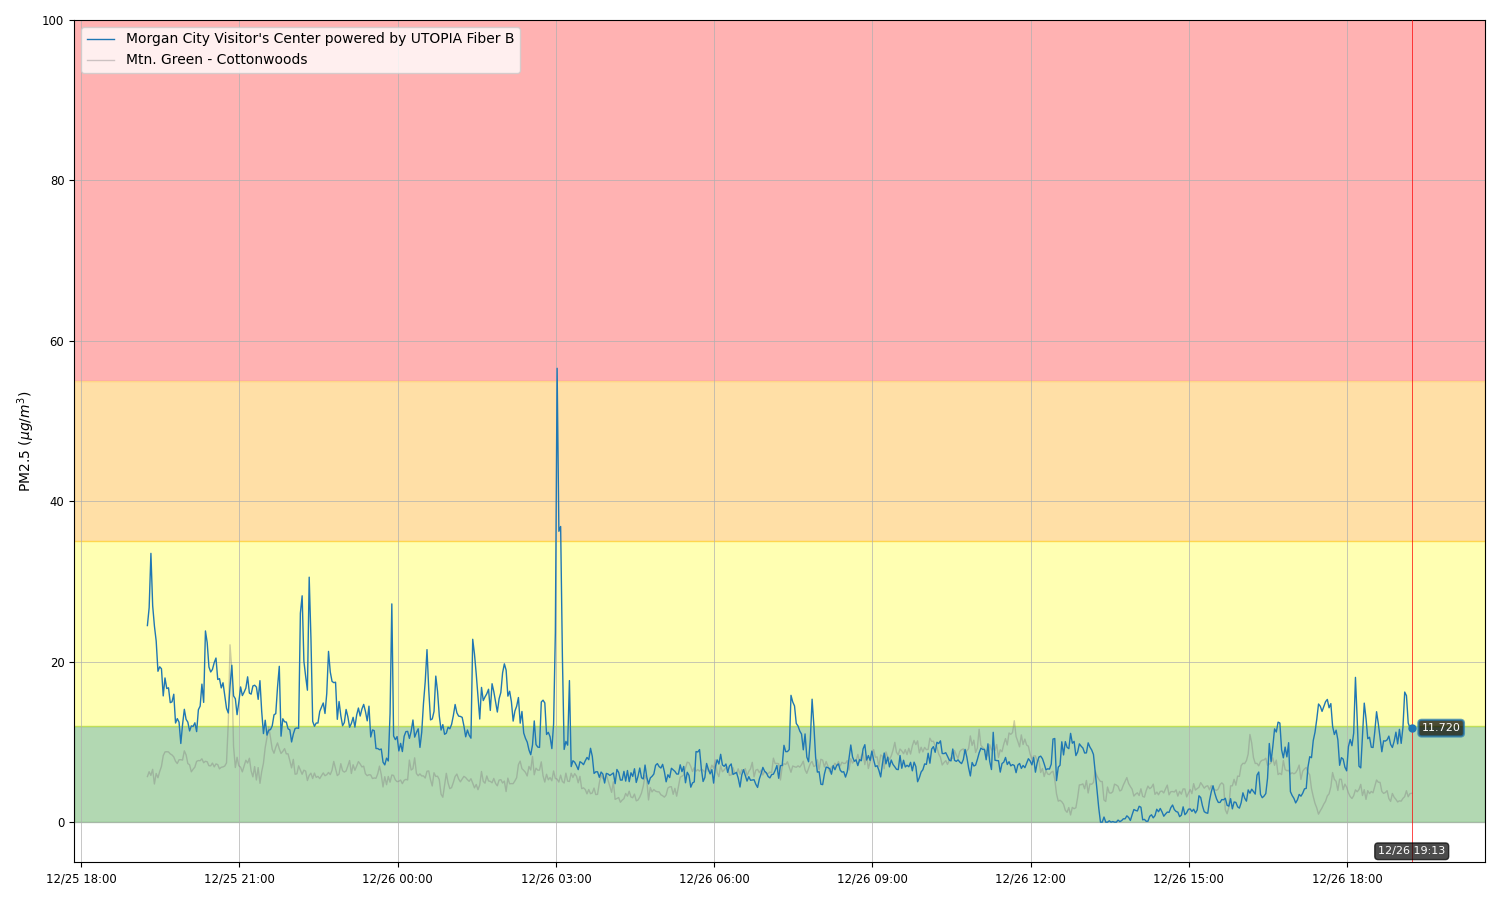 100
80
60
40
20
0
PM2.5 (μg/m³)
Morgan City Visitor's Center powered by UTOPIA Fiber B
Mtn. Green - Cottonwoods
11.720
12/26 19:13
12/25 18:00 12/25 21:00 12/26 00:00 12/26 03:00 12/26 06:00 12/26 09:00 12/26 12:00 12/26 15:00 12/26 18:00